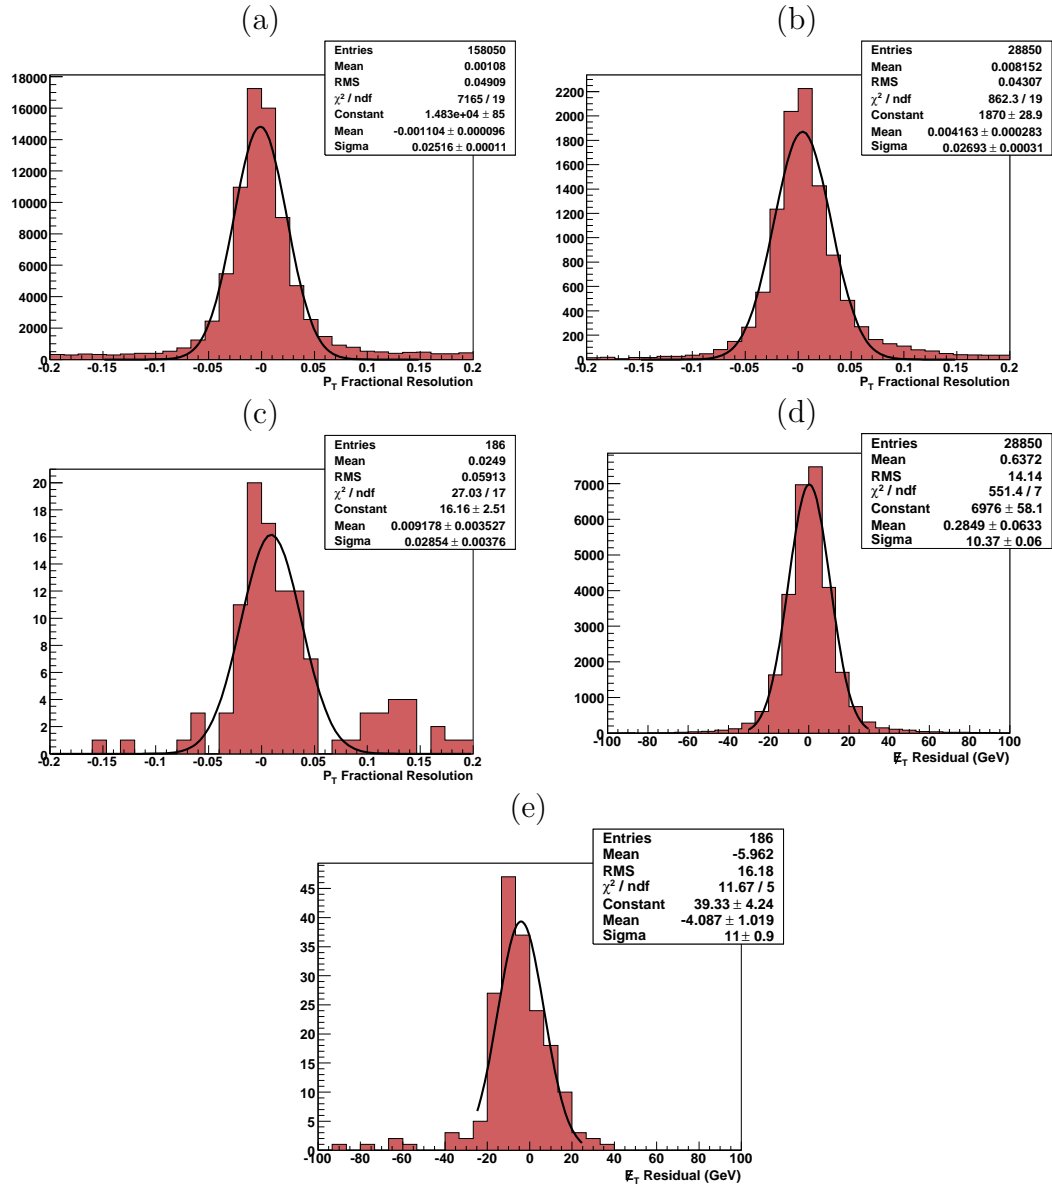 (a)
Entries 158050
Mean 0.00108
RMS 0.04909
χ² / ndf 7165 / 19
Constant 1.483e+04 ± 85
Mean -0.001104 ± 0.000096
Sigma 0.02516 ± 0.00011
18000
16000
14000
12000
10000
8000
6000
4000
2000
0
-0.2 -0.15 -0.1 -0.05 -0 0.05 0.1 0.15 0.2
P_T Fractional Resolution
(b)
Entries 28850
Mean 0.008152
RMS 0.04307
χ² / ndf 862.3 / 19
Constant 1870 ± 28.9
Mean 0.004163 ± 0.000283
Sigma 0.02693 ± 0.00031
2200
2000
1800
1600
1400
1200
1000
800
600
400
200
0
-0.2 -0.15 -0.1 -0.05 -0 0.05 0.1 0.15 0.2
P_T Fractional Resolution
(c)
Entries 186
Mean 0.0249
RMS 0.05913
χ² / ndf 27.03 / 17
Constant 16.16 ± 2.51
Mean 0.009178 ± 0.003527
Sigma 0.02854 ± 0.00376
20
18
16
14
12
10
8
6
4
2
0
-0.2 -0.15 -0.1 -0.05 -0 0.05 0.1 0.15 0.2
P_T Fractional Resolution
(d)
Entries 28850
Mean 0.6372
RMS 14.14
χ² / ndf 551.4 / 7
Constant 6976 ± 58.1
Mean 0.2849 ± 0.0633
Sigma 10.37 ± 0.06
7000
6000
5000
4000
3000
2000
1000
0
-100 -80 -60 -40 -20 0 20 40 60 80 100
E̸_T Residual (GeV)
(e)
Entries 186
Mean -5.962
RMS 16.18
χ² / ndf 11.67 / 5
Constant 39.33 ± 4.24
Mean -4.087 ± 1.019
Sigma 11 ± 0.9
45
40
35
30
25
20
15
10
5
0
-100 -80 -60 -40 -20 0 20 40 60 80 100
E̸_T Residual (GeV)